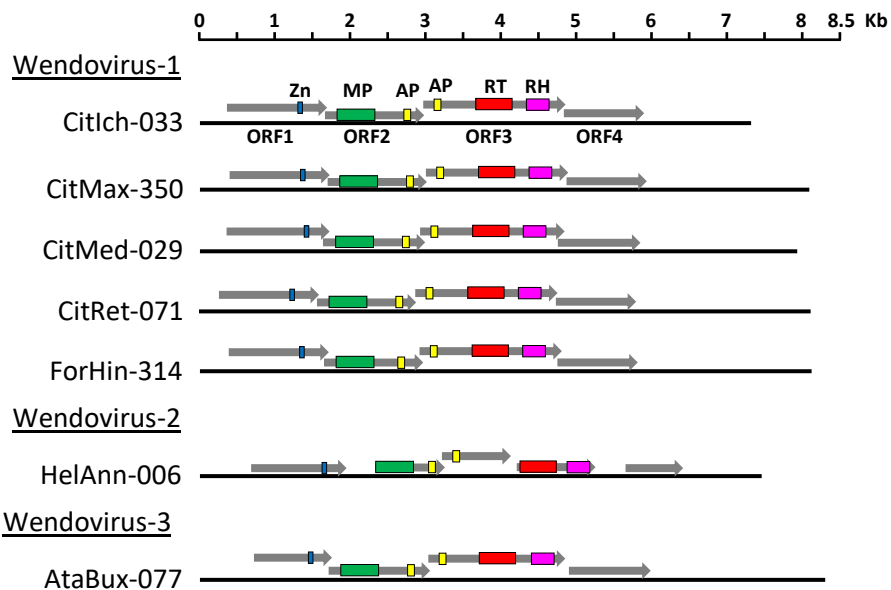 0 1 2 3 4 5 6 7 8 8.5 Kb
Wendovirus-1
Zn MP AP AP RT RH
CitIch-033
ORF1 ORF2 ORF3 ORF4
CitMax-350
CitMed-029
CitRet-071
ForHin-314
Wendovirus-2
HelAnn-006
Wendovirus-3
AtaBux-077